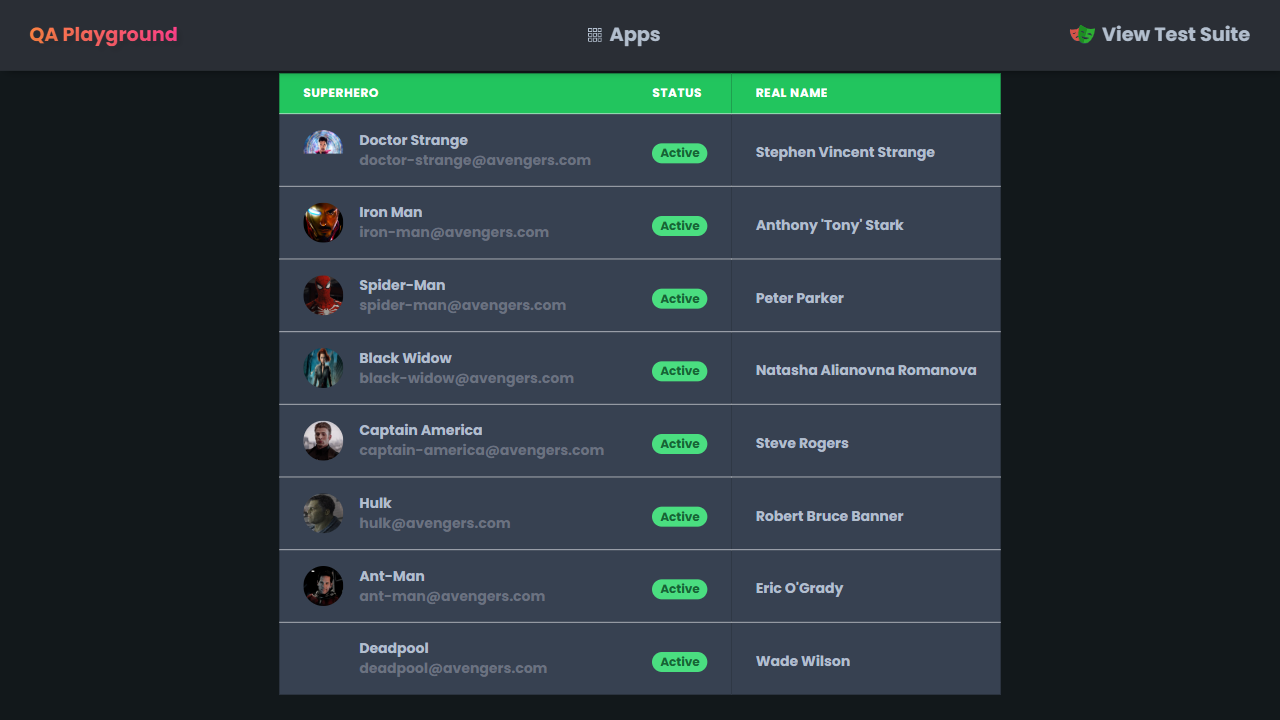 QA Playground
Apps
View Test Suite
SUPERHERO STATUS REAL NAME
Doctor Strange
doctor-strange@avengers.com
Active
Stephen Vincent Strange
Iron Man
iron-man@avengers.com
Active
Anthony 'Tony' Stark
Spider-Man
spider-man@avengers.com
Active
Peter Parker
Black Widow
black-widow@avengers.com
Active
Natasha Alianovna Romanova
Captain America
captain-america@avengers.com
Active
Steve Rogers
Hulk
hulk@avengers.com
Active
Robert Bruce Banner
Ant-Man
ant-man@avengers.com
Active
Eric O'Grady
Deadpool
deadpool@avengers.com
Active
Wade Wilson